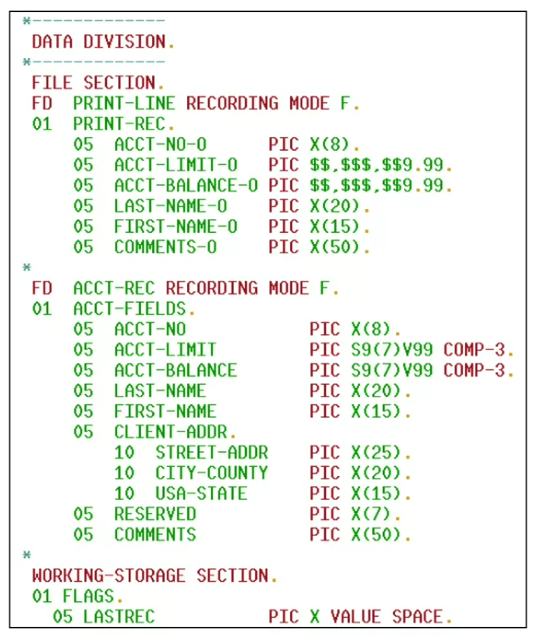 *-------------
DATA DIVISION.
*-------------
FILE SECTION.
FD  PRINT-LINE RECORDING MODE F.
01  PRINT-REC.
05  ACCT-NO-O      PIC X(8).
05  ACCT-LIMIT-O   PIC $$,$$$,$$9.99.
05  ACCT-BALANCE-O PIC $$,$$$,$$9.99.
05  LAST-NAME-O    PIC X(20).
05  FIRST-NAME-O   PIC X(15).
05  COMMENTS-O     PIC X(50).
*
FD  ACCT-REC RECORDING MODE F.
01  ACCT-FIELDS.
05  ACCT-NO            PIC X(8).
05  ACCT-LIMIT         PIC S9(7)V99 COMP-3.
05  ACCT-BALANCE       PIC S9(7)V99 COMP-3.
05  LAST-NAME          PIC X(20).
05  FIRST-NAME         PIC X(15).
05  CLIENT-ADDR.
10  STREET-ADDR    PIC X(25).
10  CITY-COUNTY    PIC X(20).
10  USA-STATE      PIC X(15).
05  RESERVED           PIC X(7).
05  COMMENTS           PIC X(50).
*
WORKING-STORAGE SECTION.
01 FLAGS.
05 LASTREC           PIC X VALUE SPACE.